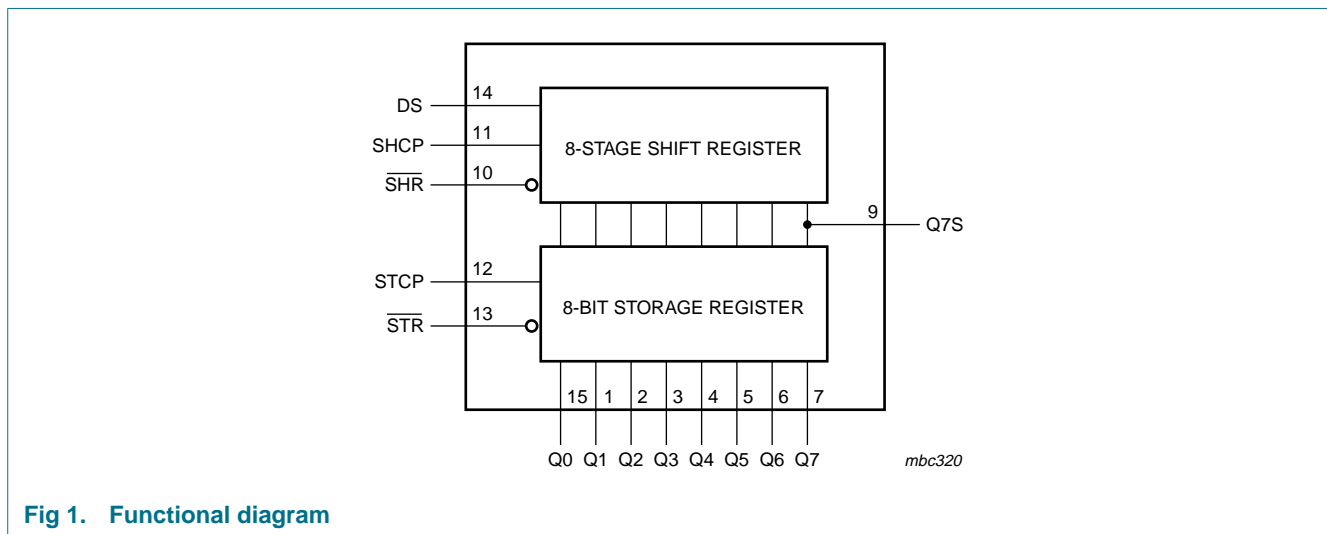 14
DS
11
SHCP
8-STAGE SHIFT REGISTER
10
S̅H̅R̅
9
Q7S
12
STCP
8-BIT STORAGE REGISTER
13
S̅T̅R̅
15 1 2 3 4 5 6 7
Q0 Q1 Q2 Q3 Q4 Q5 Q6 Q7
mbc320
Fig 1. Functional diagram